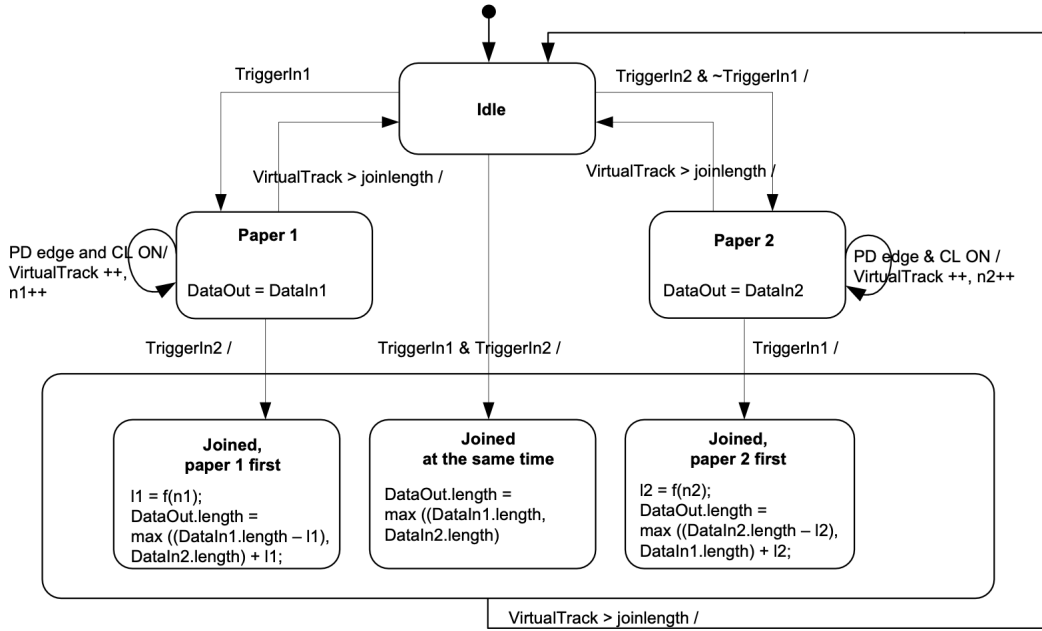 TriggerIn1
TriggerIn2 & ~TriggerIn1 /
Idle
VirtualTrack > joinlength /
VirtualTrack > joinlength /
Paper 1
DataOut = DataIn1
PD edge and CL ON/
VirtualTrack ++,
n1++
Paper 2
DataOut = DataIn2
PD edge & CL ON /
VirtualTrack ++, n2++
TriggerIn2 /
TriggerIn1 & TriggerIn2 /
TriggerIn1 /
Joined,
paper 1 first
l1 = f(n1);
DataOut.length =
max ((DataIn1.length – l1),
DataIn2.length) + l1;
Joined
at the same time
DataOut.length =
max ((DataIn1.length,
DataIn2.length)
Joined,
paper 2 first
l2 = f(n2);
DataOut.length =
max ((DataIn2.length – l2),
DataIn1.length) + l2;
VirtualTrack > joinlength /